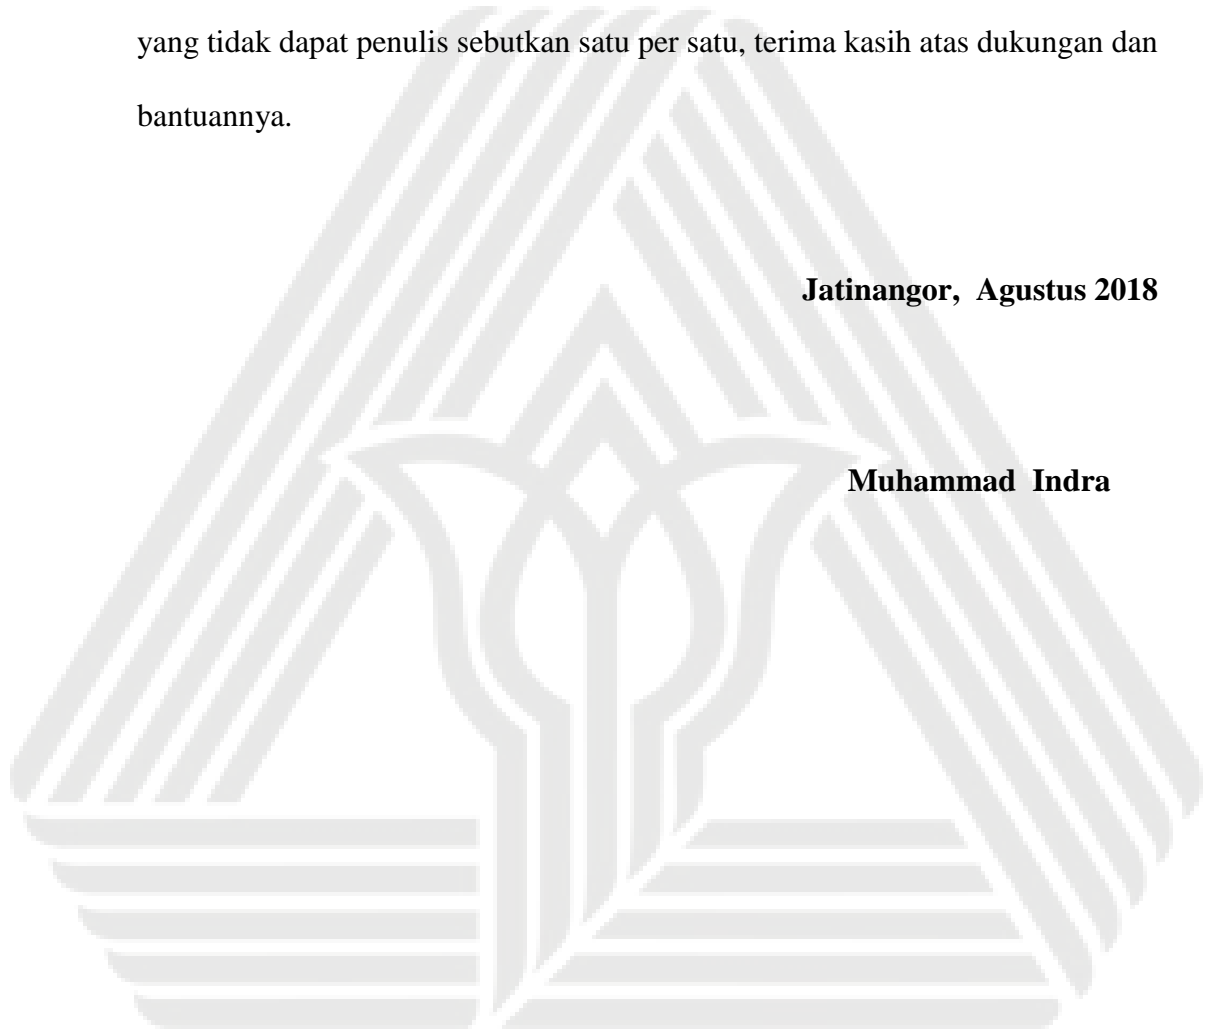 yang tidak dapat penulis sebutkan satu per satu, terima kasih atas dukungan dan
bantuannya.
Jatinangor,  Agustus 2018
Muhammad  Indra